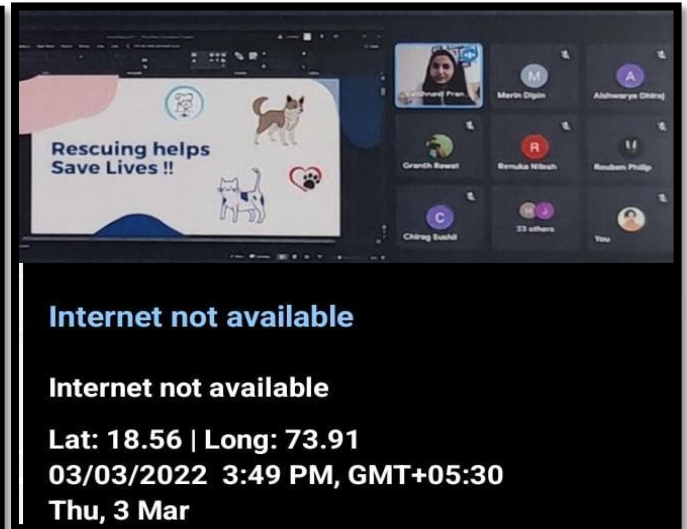 Rescuing helps
Save Lives !!
Merin Dipin
Aishwarya Dhiraj
Granth Rawat
Renuka Nilesh
Rouben Philip
Chirag Sushil
33 others
You
M
A
R
C
H J
Internet not available
Internet not available
Lat: 18.56 | Long: 73.91
03/03/2022 3:49 PM, GMT+05:30
Thu, 3 Mar